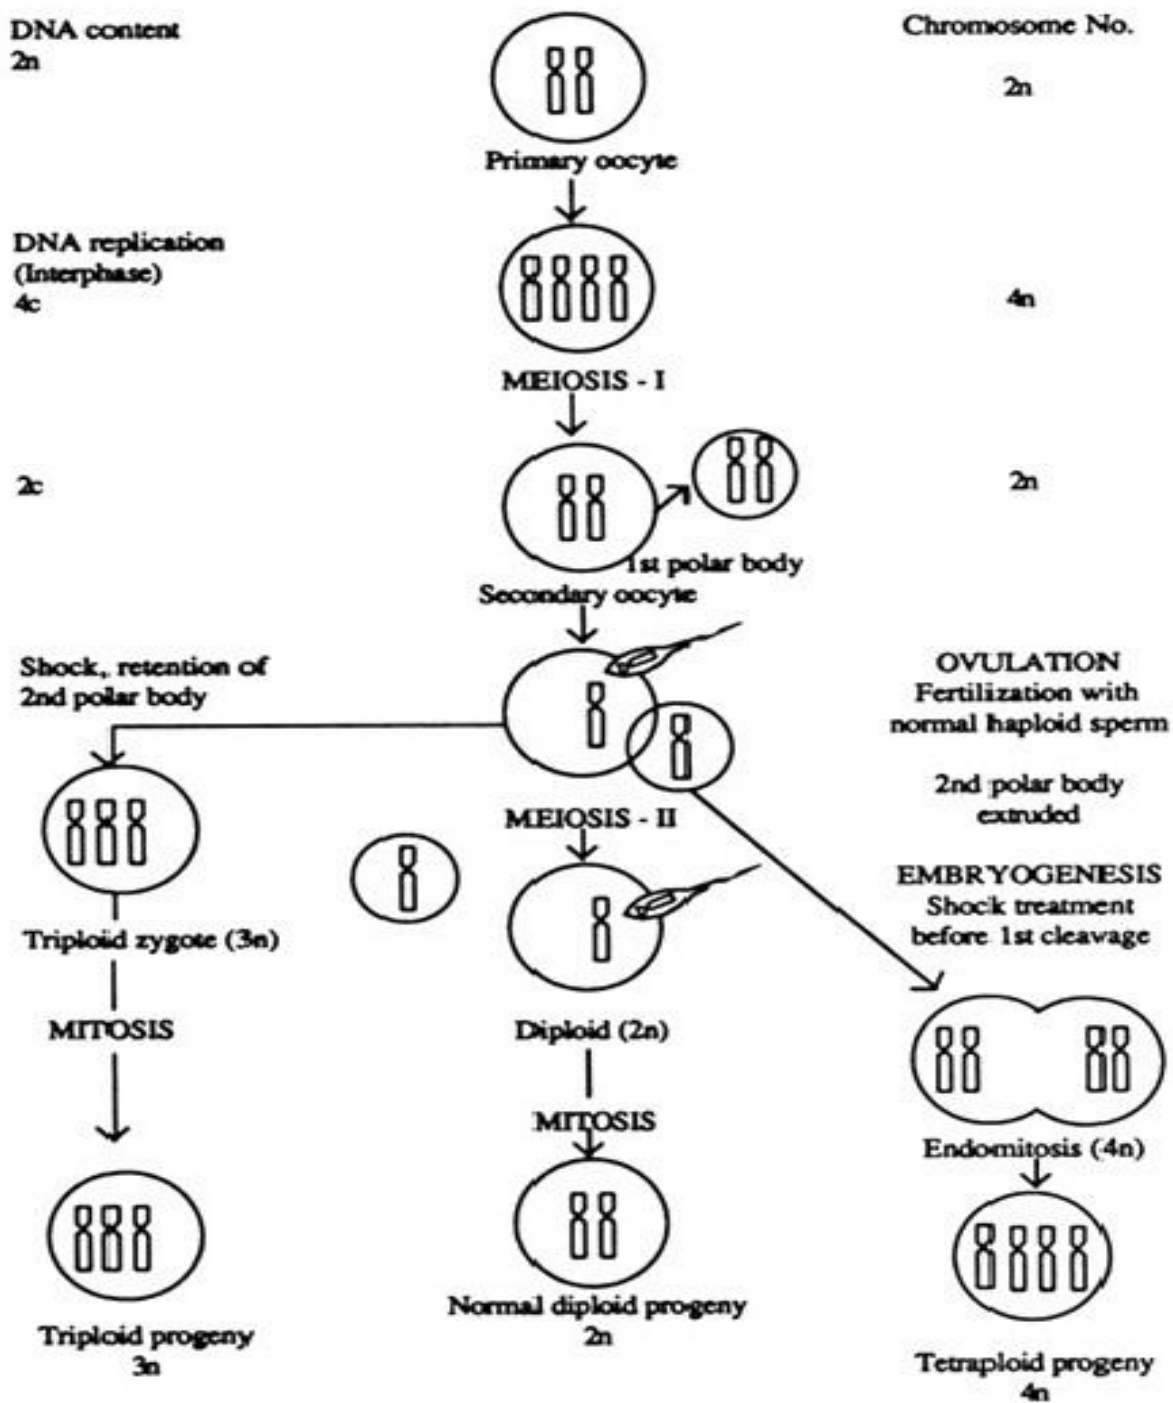 DNA content
2n
Chromosome No.
2n
Primary oocyte
DNA replication
(Interphase)
4c
4n
MEIOSIS - I
2c
2n
1st polar body
Secondary oocyte
Shock, retention of
2nd polar body
OVULATION
Fertilization with
normal haploid sperm
2nd polar body
extruded
MEIOSIS - II
EMBRYOGENESIS
Shock treatment
before 1st cleavage
Triploid zygote (3n)
MITOSIS
Diploid (2n)
MITOSIS
Endomitosis (4n)
Normal diploid progeny
2n
Triploid progeny
3n
Tetraploid progeny
4n